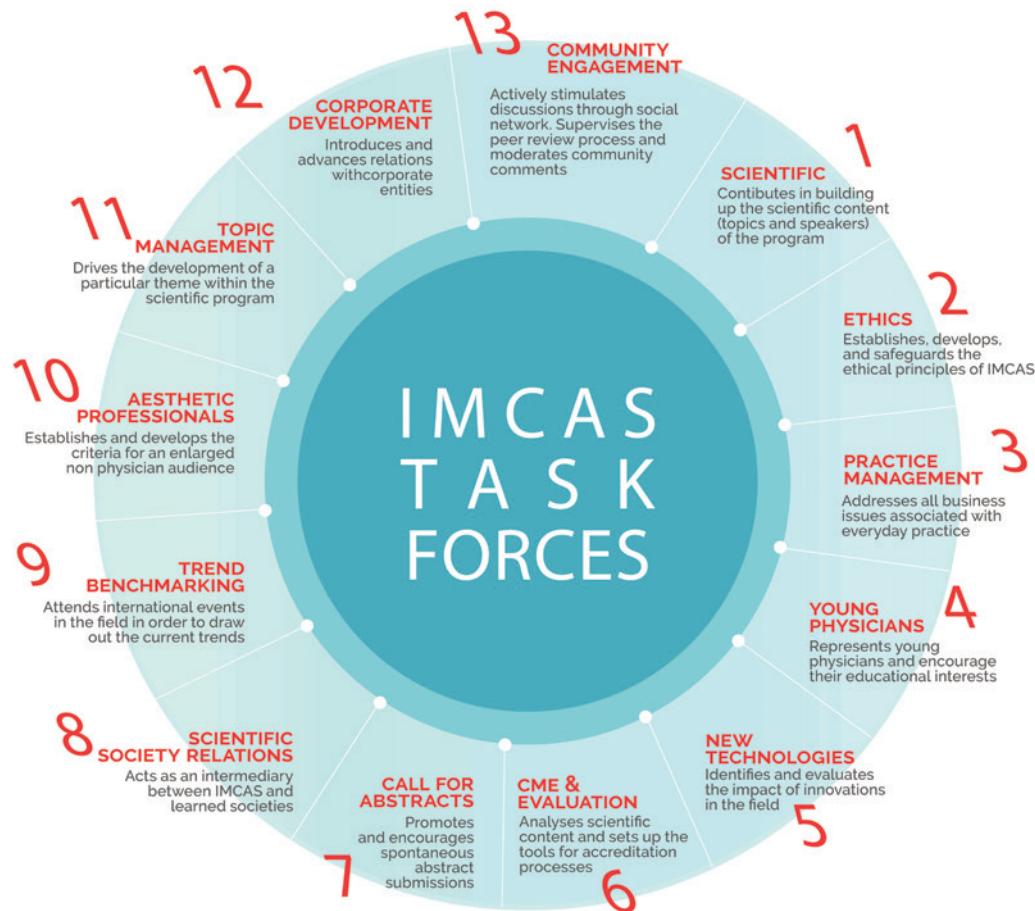 IMCAS
TASK
FORCES
1
SCIENTIFIC
Contibutes in building
up the scientific content
(topics and speakers)
of the program
2
ETHICS
Establishes, develops,
and safeguards the
ethical principles of IMCAS
3
PRACTICE
MANAGEMENT
Addresses all business
issues associated with
everyday practice
4
YOUNG
PHYSICIANS
Represents young
physicians and encourage
their educational interests
5
NEW
TECHNOLOGIES
Identifies and evaluates
the impact of innovations
in the field
6
CME &
EVALUATION
Analyses scientific
content and sets up the
tools for accreditation
processes
7
CALL FOR
ABSTRACTS
Promotes
and encourages
spontaneous
abstract
submissions
8
SCIENTIFIC
SOCIETY RELATIONS
Acts as an intermediary
between IMCAS and
learned societies
9
TREND
BENCHMARKING
Attends international events
in the field in order to draw
out the current trends
10
AESTHETIC
PROFESSIONALS
Establishes and develops the
criteria for an enlarged
non physician audience
11
TOPIC
MANAGEMENT
Drives the development of a
particular theme within the
scientific program
12
CORPORATE
DEVELOPMENT
Introduces and
advances relations
withcorporate
entities
13
COMMUNITY
ENGAGEMENT
Actively stimulates
discussions through social
network. Supervises the
peer review process and
moderates community
comments